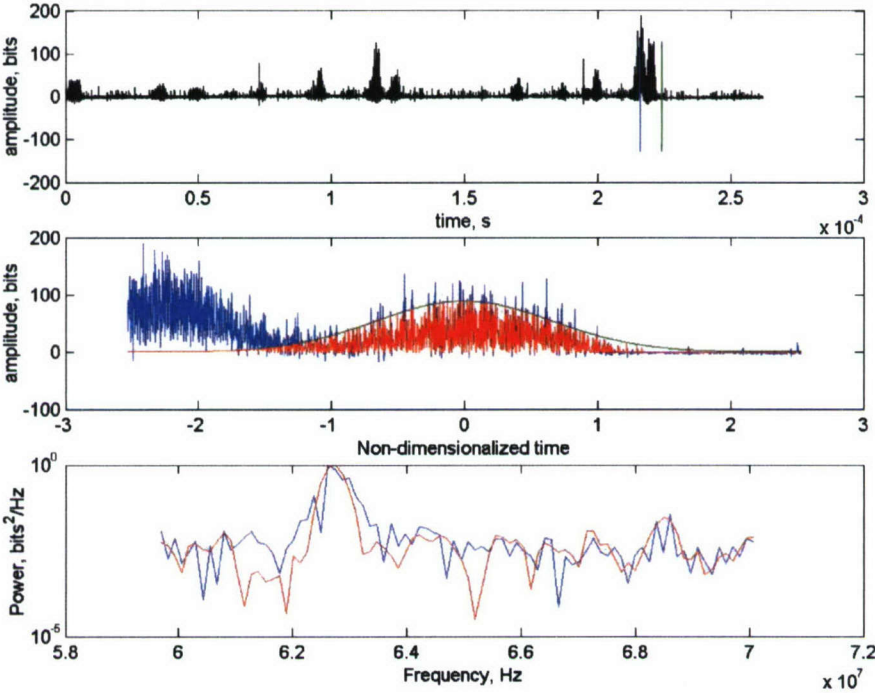 200
100
0
-100
-200
amplitude, bits
0 0.5 1 1.5 2 2.5 3
time, s
x 10^-4
200
100
0
-100
amplitude, bits
-3 -2 -1 0 1 2 3
Non-dimensionalized time
10^0
10^-5
Power, bits^2/Hz
5.8 6 6.2 6.4 6.6 6.8 7 7.2
Frequency, Hz
x 10^7